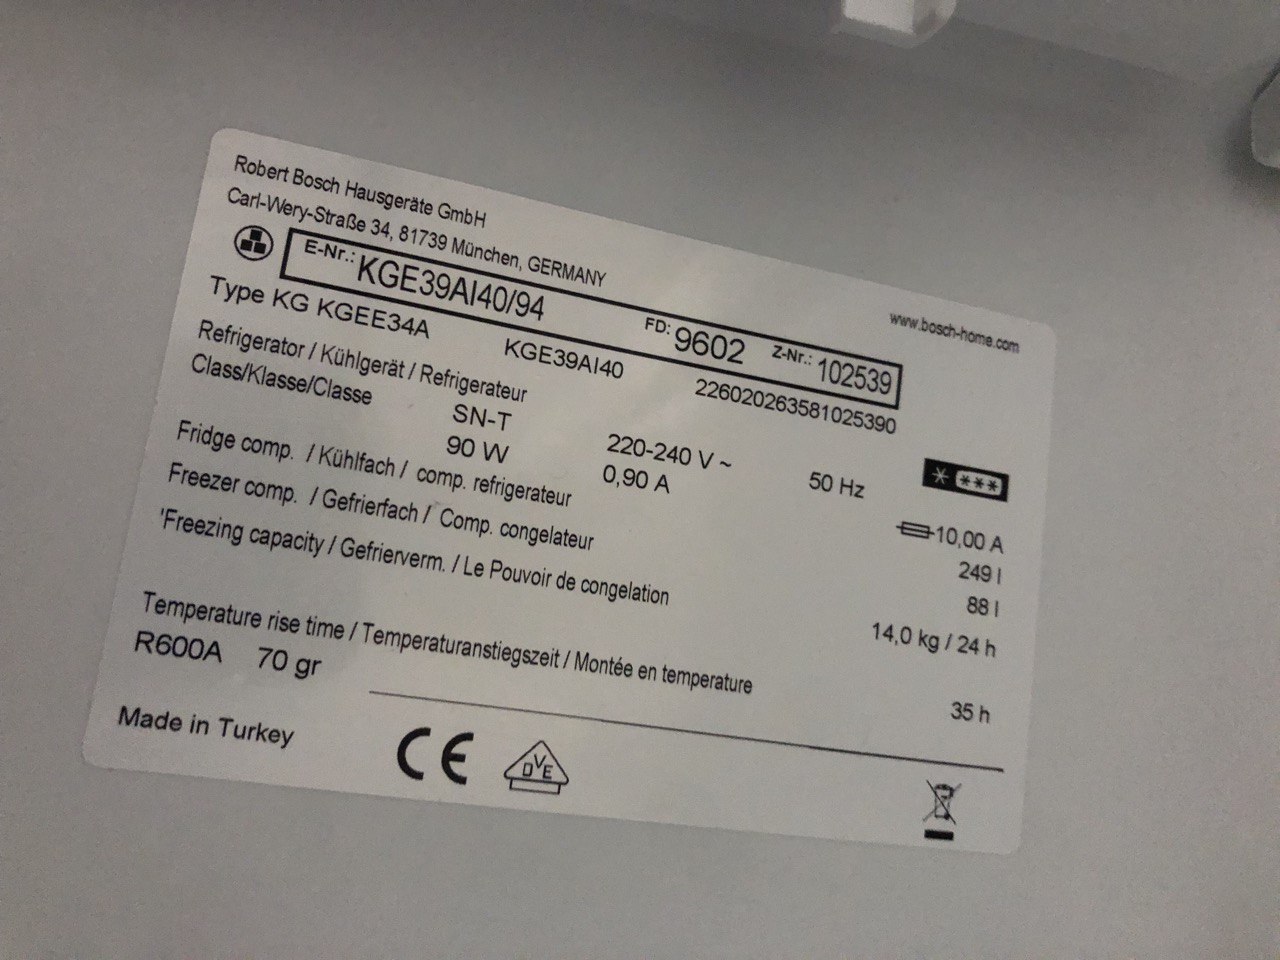 Robert Bosch Hausgeräte GmbH
Carl-Wery-Straße 34, 81739 München, GERMANY
www.bosch-home.com
E-Nr.: KGE39AI40/94 FD: 9602 Z-Nr.: 102539
Type KG KGEE34A KGE39AI40 226020263581025390
Refrigerator / Kühlgerät / Refrigerateur
Class/Klasse/Classe SN-T 220-240 V ~ 50 Hz
90 W 0,90 A 10,00 A
Fridge comp. / Kühlfach / comp. refrigerateur 249 l
Freezer comp. / Gefrierfach / Comp. congelateur 88 l
'Freezing capacity / Gefrierverm. / Le Pouvoir de congelation 14,0 kg / 24 h
Temperature rise time / Temperaturanstiegszeit / Montée en temperature 35 h
R600A 70 gr
Made in Turkey
CE
DVE